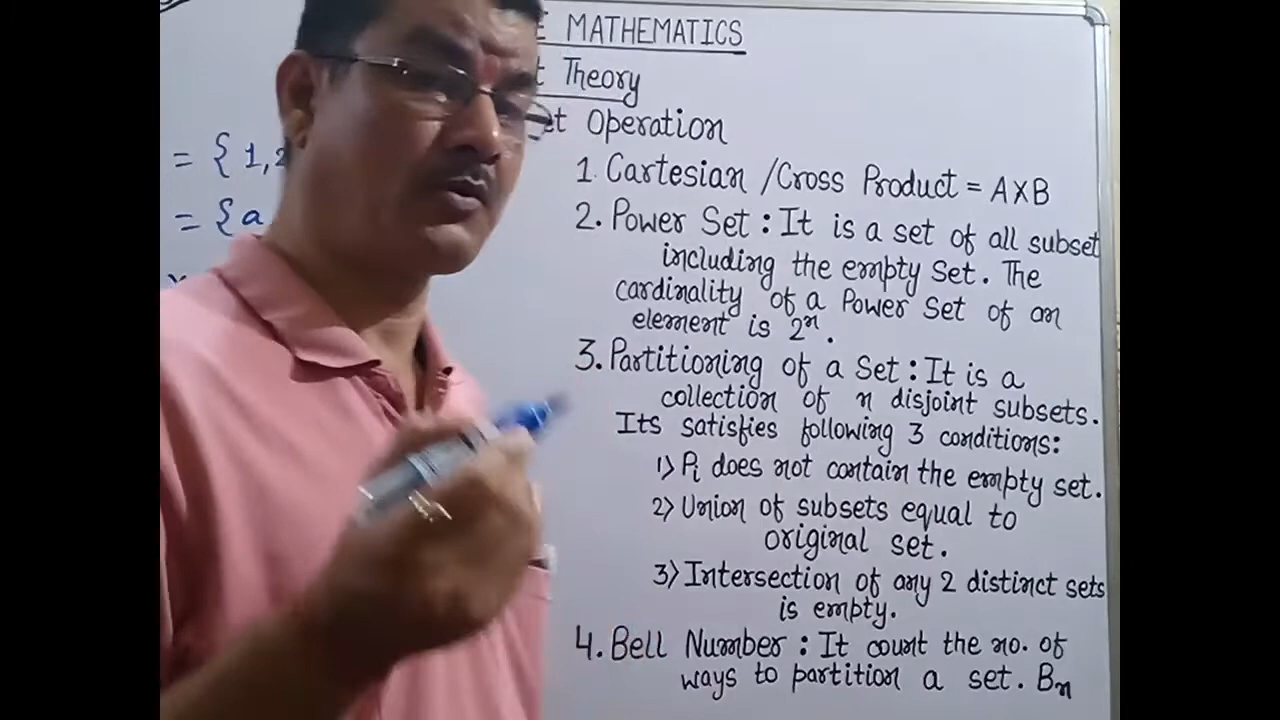 MATHEMATICS
Theory
Operation
= { 1, 2
= { a
1. Cartesian / Cross Product = A X B
2. Power Set : It is a set of all subset
including the empty Set. The
cardinality of a Power Set of an
element is 2ⁿ.
3. Partitioning of a Set : It is a
collection of n disjoint subsets.
Its satisfies following 3 conditions:
1) Pi does not contain the empty set.
2) Union of subsets equal to
original set.
3) Intersection of any 2 distinct sets
is empty.
4. Bell Number : It count the no. of
ways to partition a set. Bn